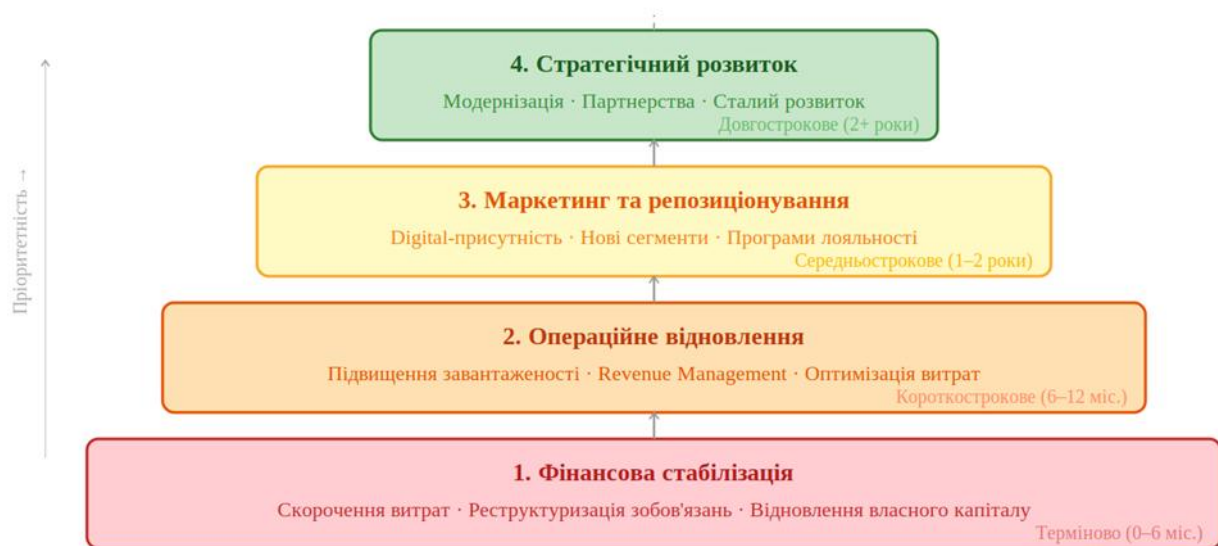 4. Стратегічний розвиток
Модернізація · Партнерства · Сталий розвиток
Довгострокове (2+ роки)
3. Маркетинг та репозиціонування
Digital-присутність · Нові сегменти · Програми лояльності
Середньострокове (1–2 роки)
Пріоритетність →
2. Операційне відновлення
Підвищення завантаженості · Revenue Management · Оптимізація витрат
Короткострокове (6–12 міс.)
1. Фінансова стабілізація
Скорочення витрат · Реструктуризація зобов'язань · Відновлення власного капіталу
Терміново (0–6 міс.)